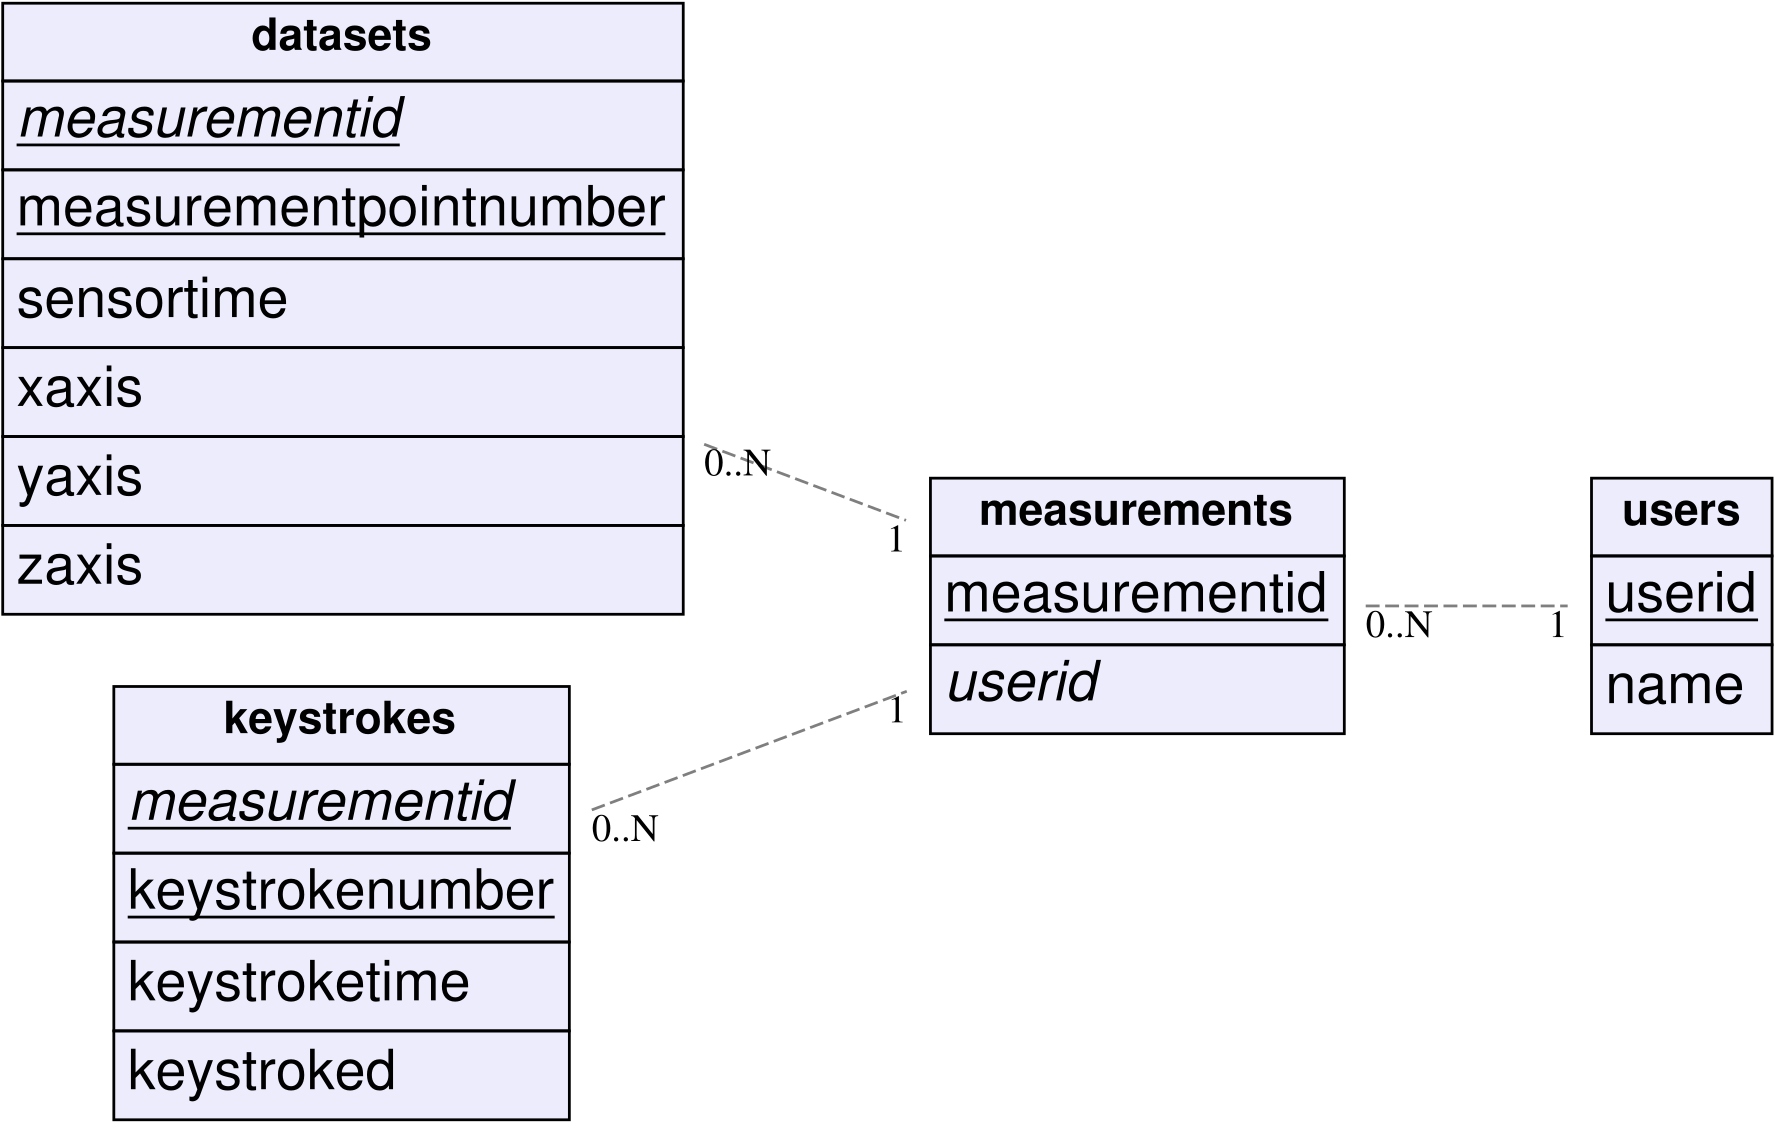 datasets
measurementid
measurementpointnumber
sensortime
xaxis
yaxis
zaxis
0..N
1
measurements
measurementid
userid
0..N
1
users
userid
name
keystrokes
measurementid
keystrokenumber
keystroketime
keystroked
0..N
1